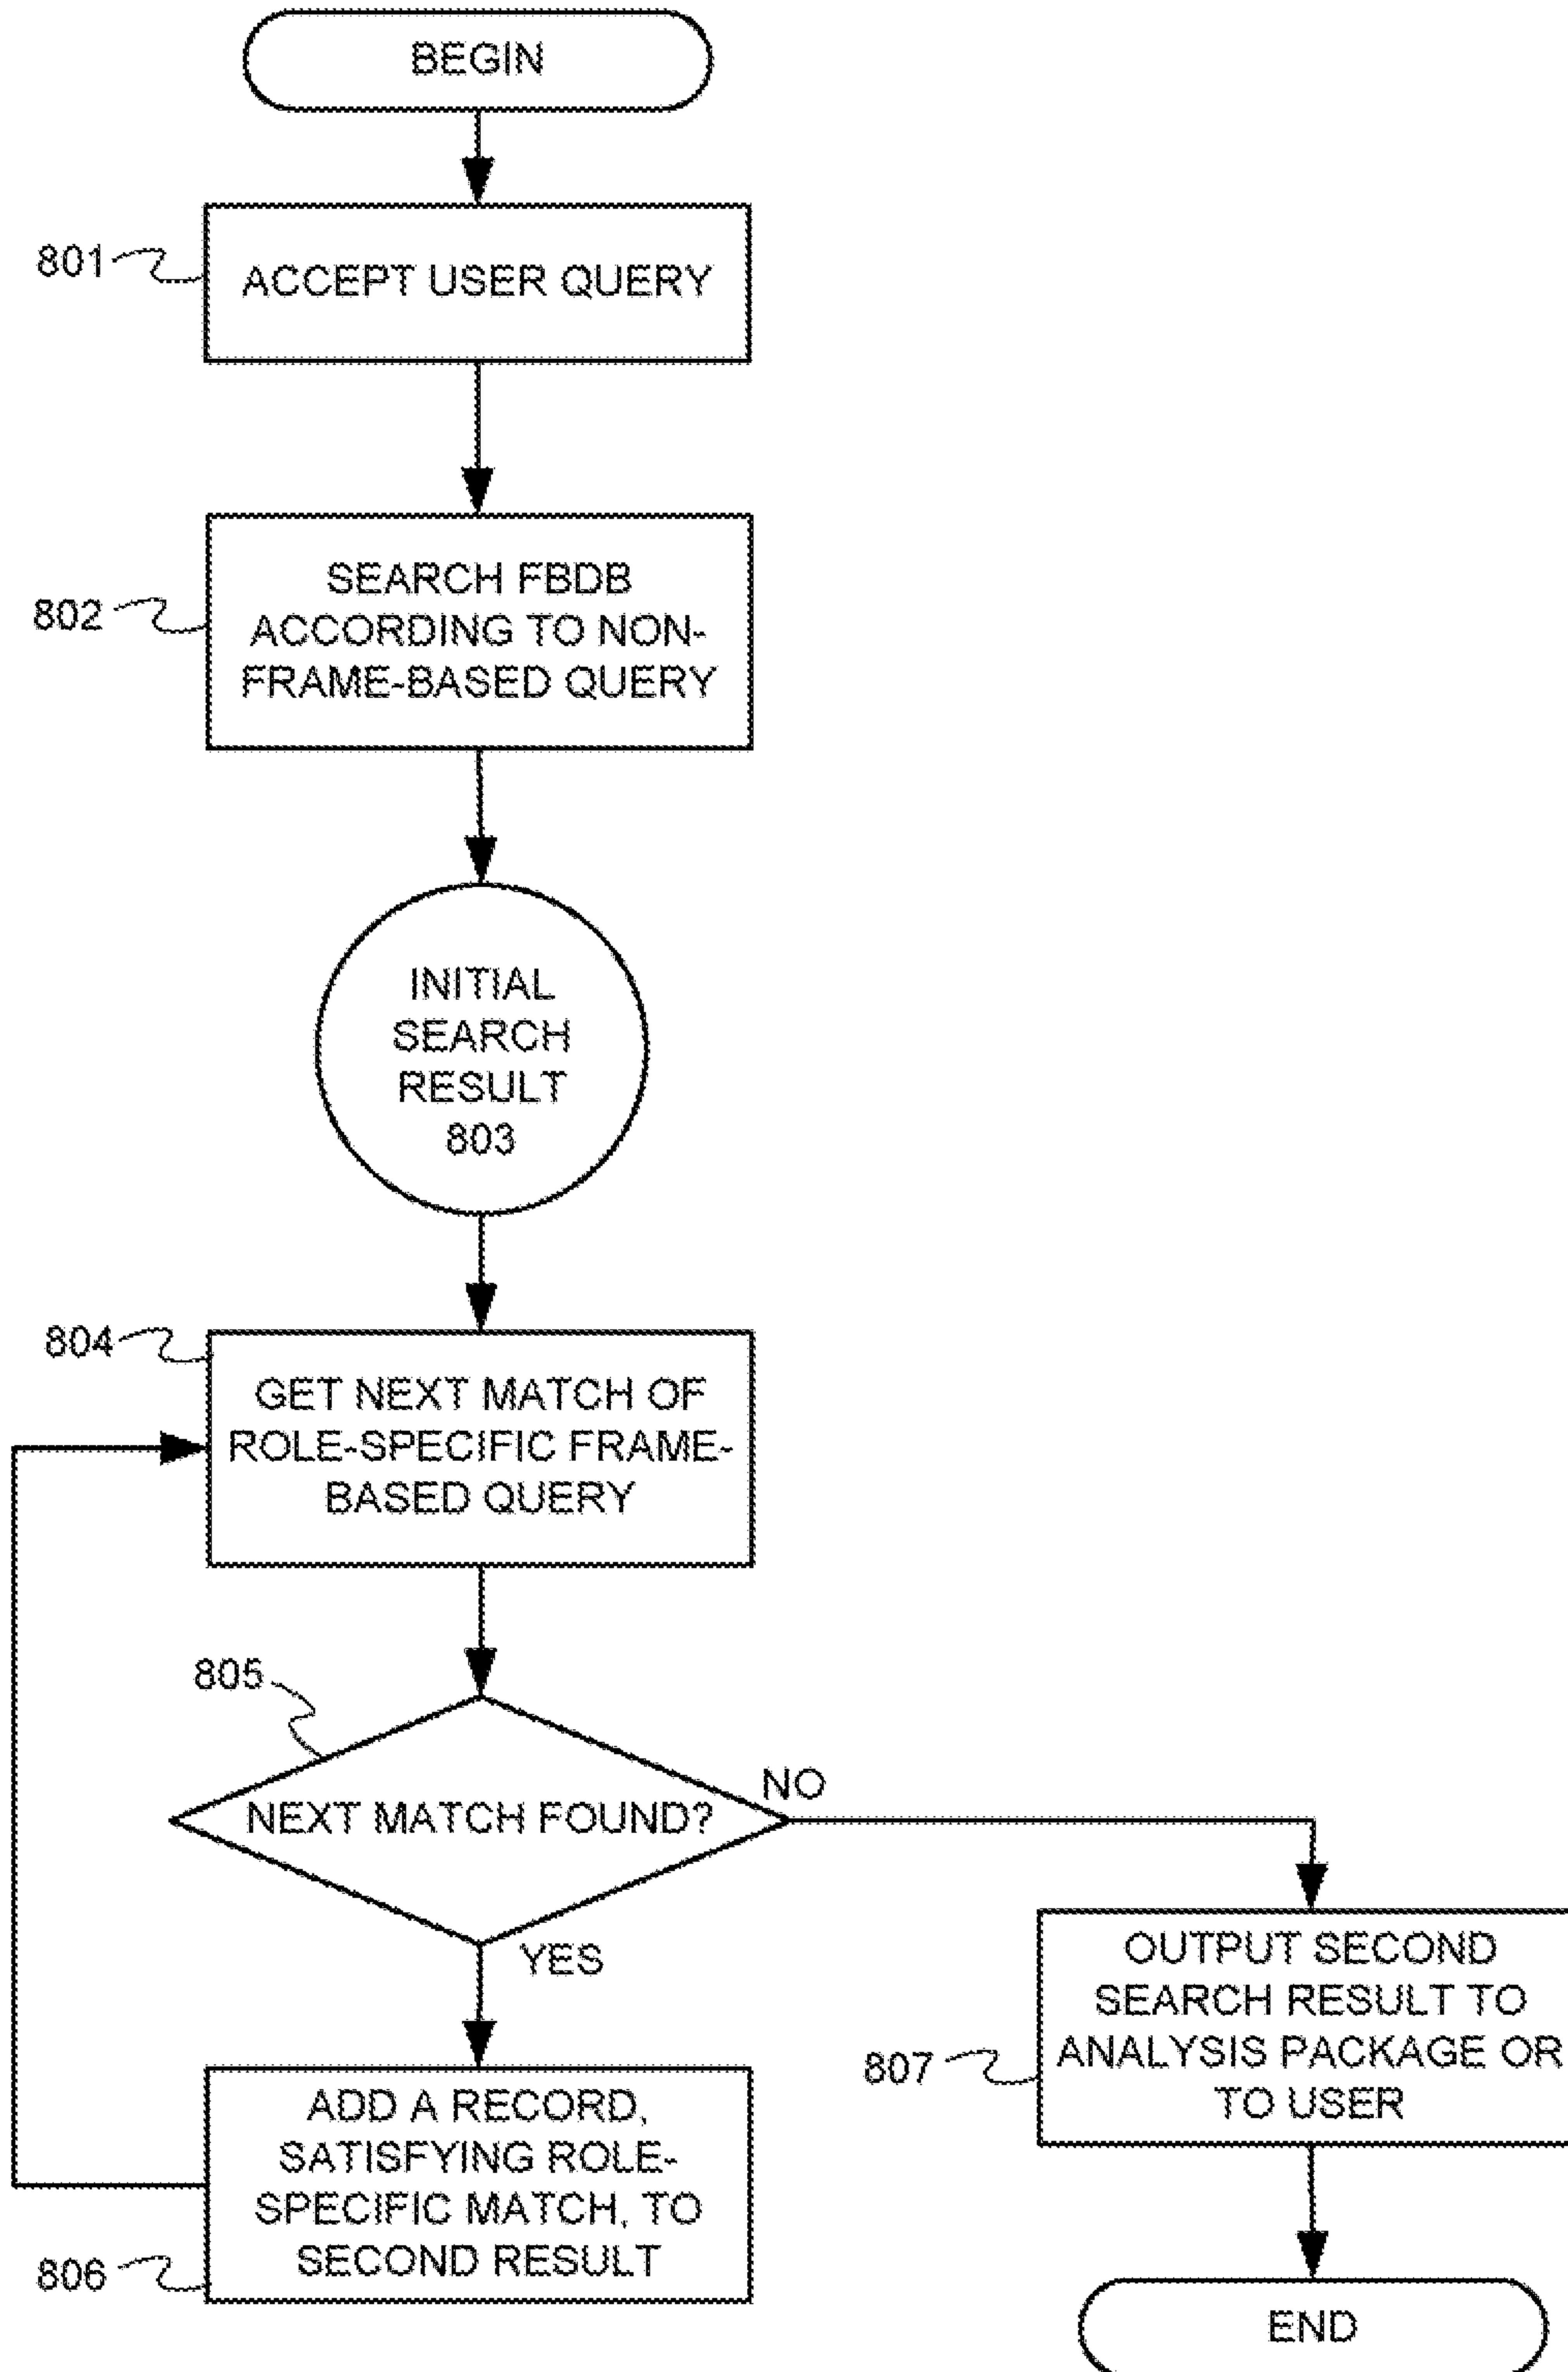 BEGIN
801
ACCEPT USER QUERY
802
SEARCH FBDB
ACCORDING TO NON-
FRAME-BASED QUERY
INITIAL
SEARCH
RESULT
803
804
GET NEXT MATCH OF
ROLE-SPECIFIC FRAME-
BASED QUERY
805
NEXT MATCH FOUND?
NO
YES
806
ADD A RECORD,
SATISFYING ROLE-
SPECIFIC MATCH, TO
SECOND RESULT
807
OUTPUT SECOND
SEARCH RESULT TO
ANALYSIS PACKAGE OR
TO USER
END